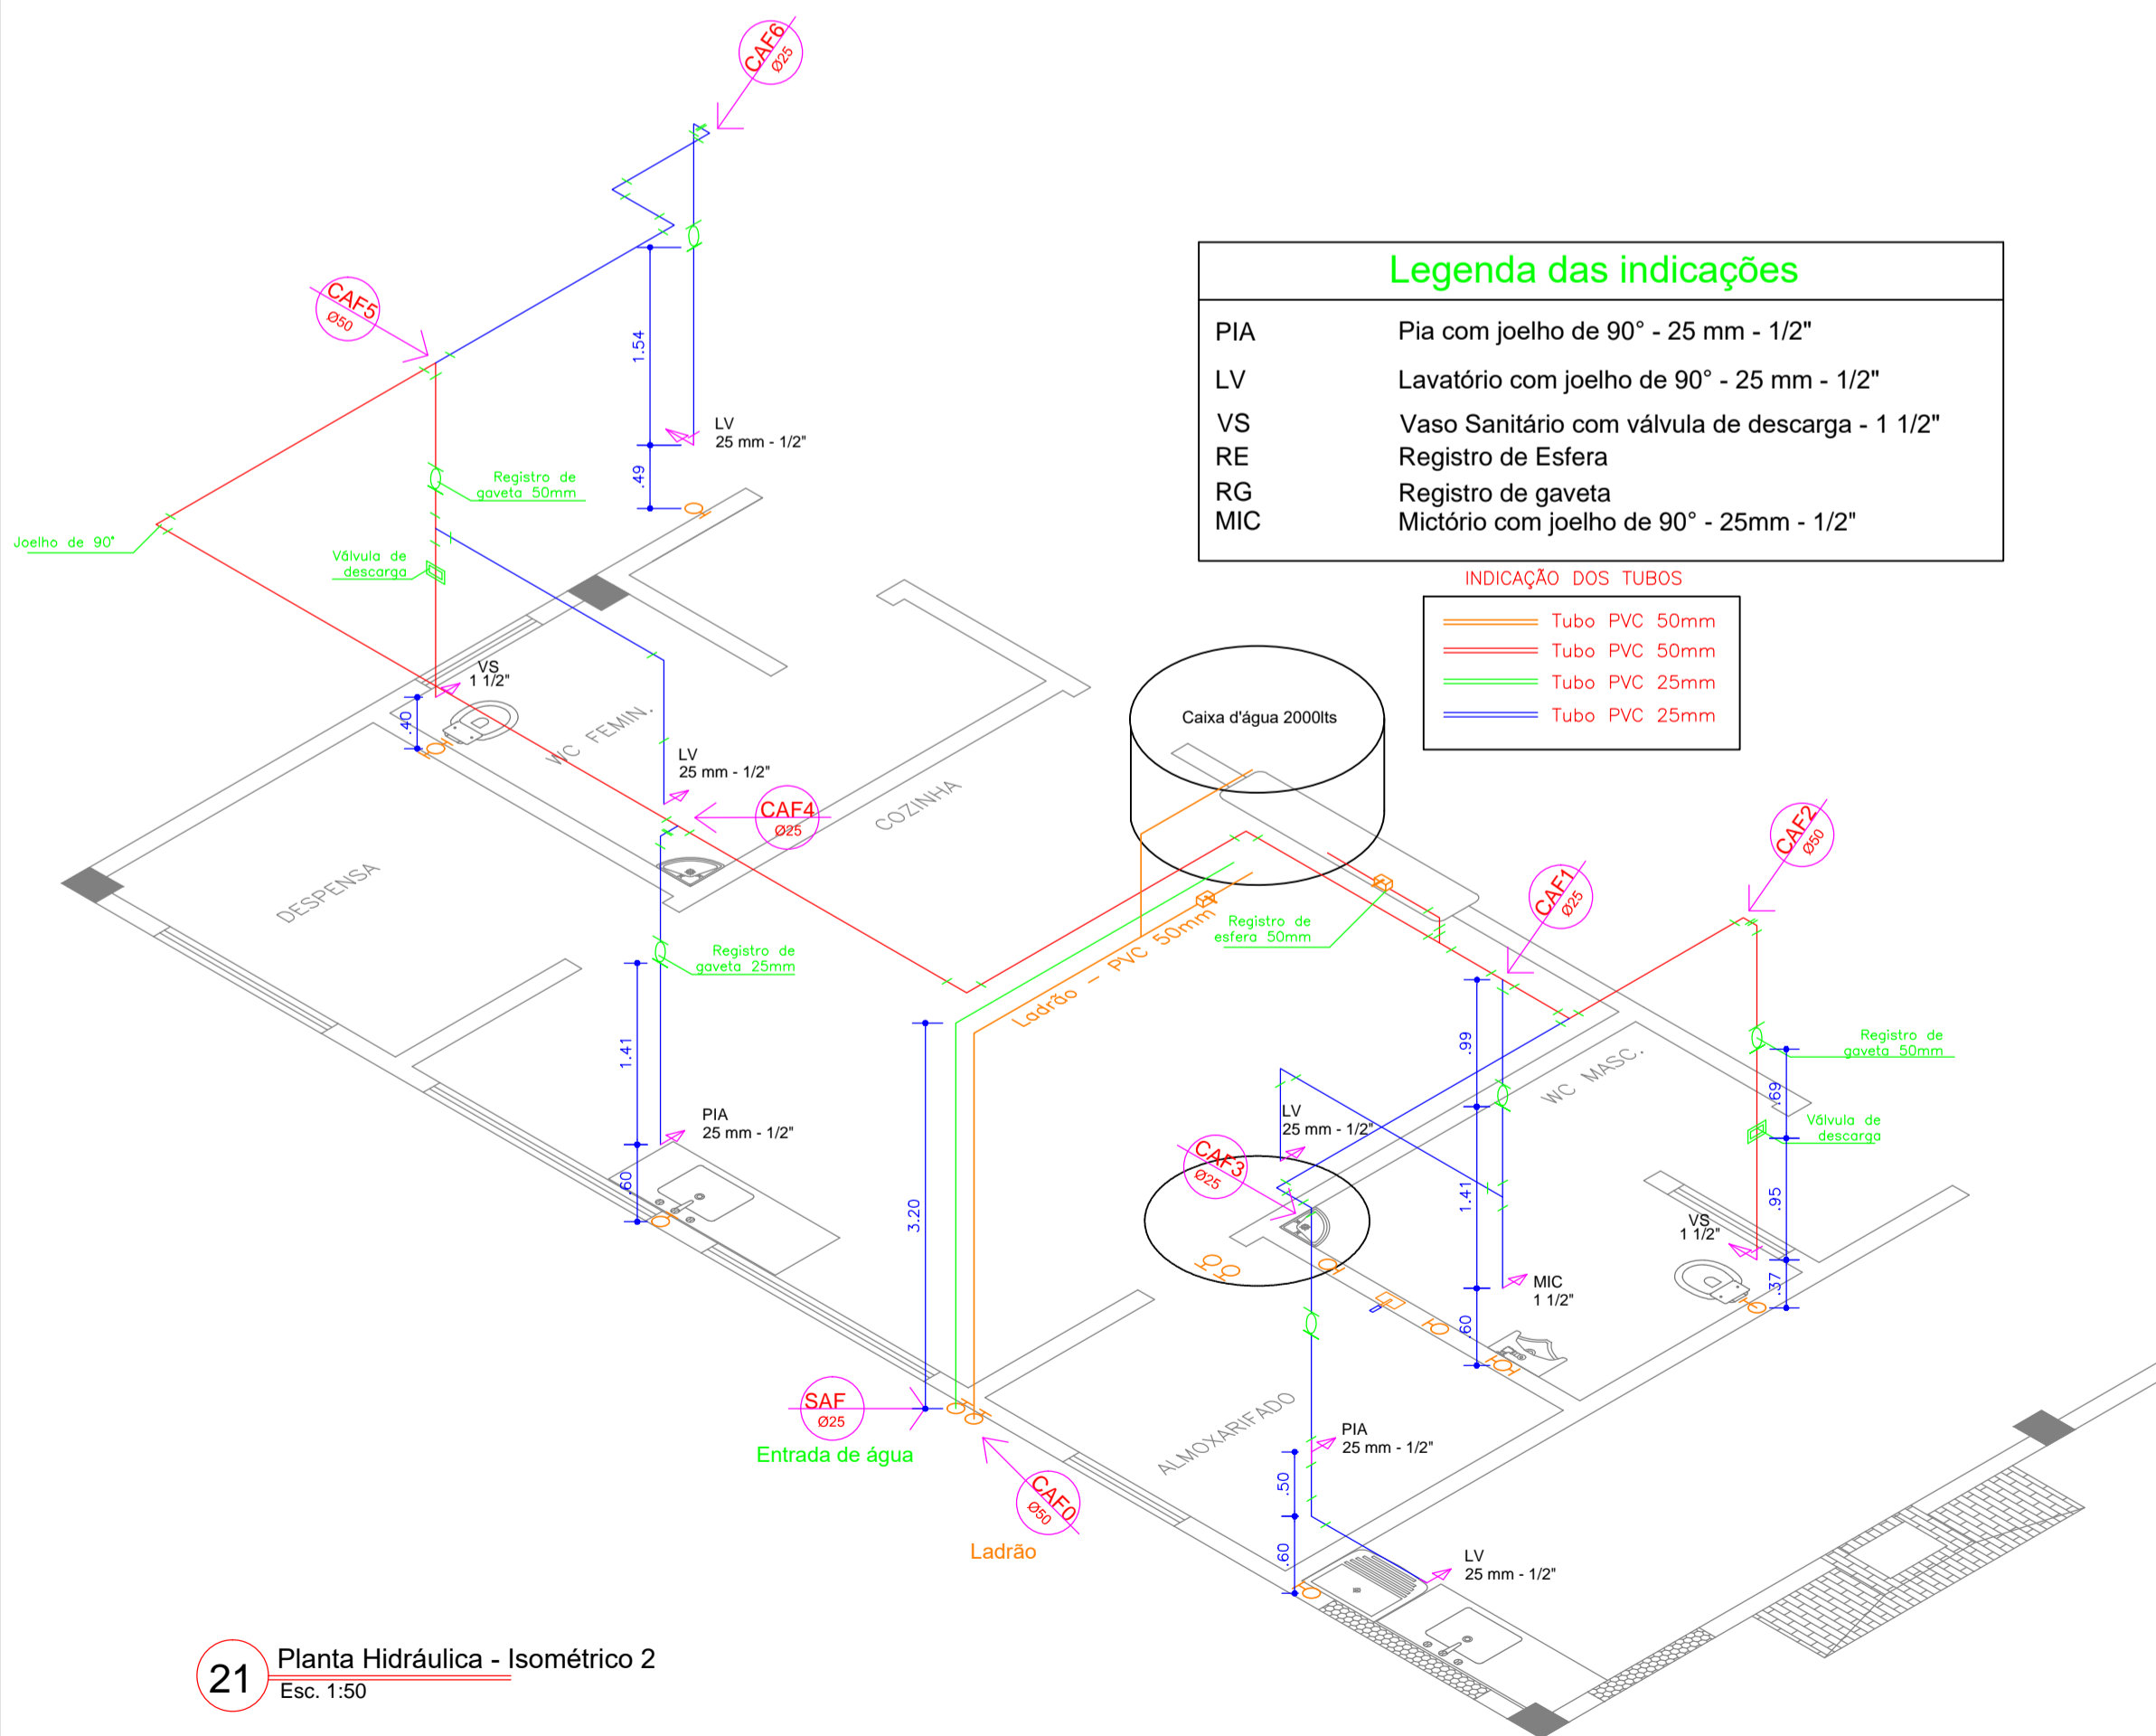 CAF6
Ø25
CAF5
Ø50
1.54
LV
25 mm - 1/2"
.49
Registro de
gaveta 50mm
Joelho de 90°
Válvula de
descarga
VS
1 1/2"
.40
WC FEMIN.
LV
25 mm - 1/2"
CAF4
Ø25
COZINHA
DESPENSA
Registro de
gaveta 25mm
1.41
PIA
25 mm - 1/2"
.60
Legenda das indicações
PIA Pia com joelho de 90° - 25 mm - 1/2"
LV Lavatório com joelho de 90° - 25 mm - 1/2"
VS Vaso Sanitário com válvula de descarga - 1 1/2"
RE Registro de Esfera
RG Registro de gaveta
MIC Mictório com joelho de 90° - 25mm - 1/2"
INDICAÇÃO DOS TUBOS
Tubo PVC 50mm
Tubo PVC 50mm
Tubo PVC 25mm
Tubo PVC 25mm
Caixa d'água 2000lts
CAF2
Ø50
CAF1
Ø25
Registro de
esfera 50mm
Ladrão - PVC 50mm
3.20
.99
WC MASC.
Registro de
gaveta 50mm
.69
Válvula de
descarga
LV
25 mm - 1/2"
CAF3
Ø25
1.41
.95
VS
1 1/2"
.37
MIC
1 1/2"
.60
SAF
Ø25
Entrada de água
CAF0
Ø50
Ladrão
ALMOXARIFADO
PIA
25 mm - 1/2"
.50
.60
LV
25 mm - 1/2"
21
Planta Hidráulica - Isométrico 2
Esc. 1:50